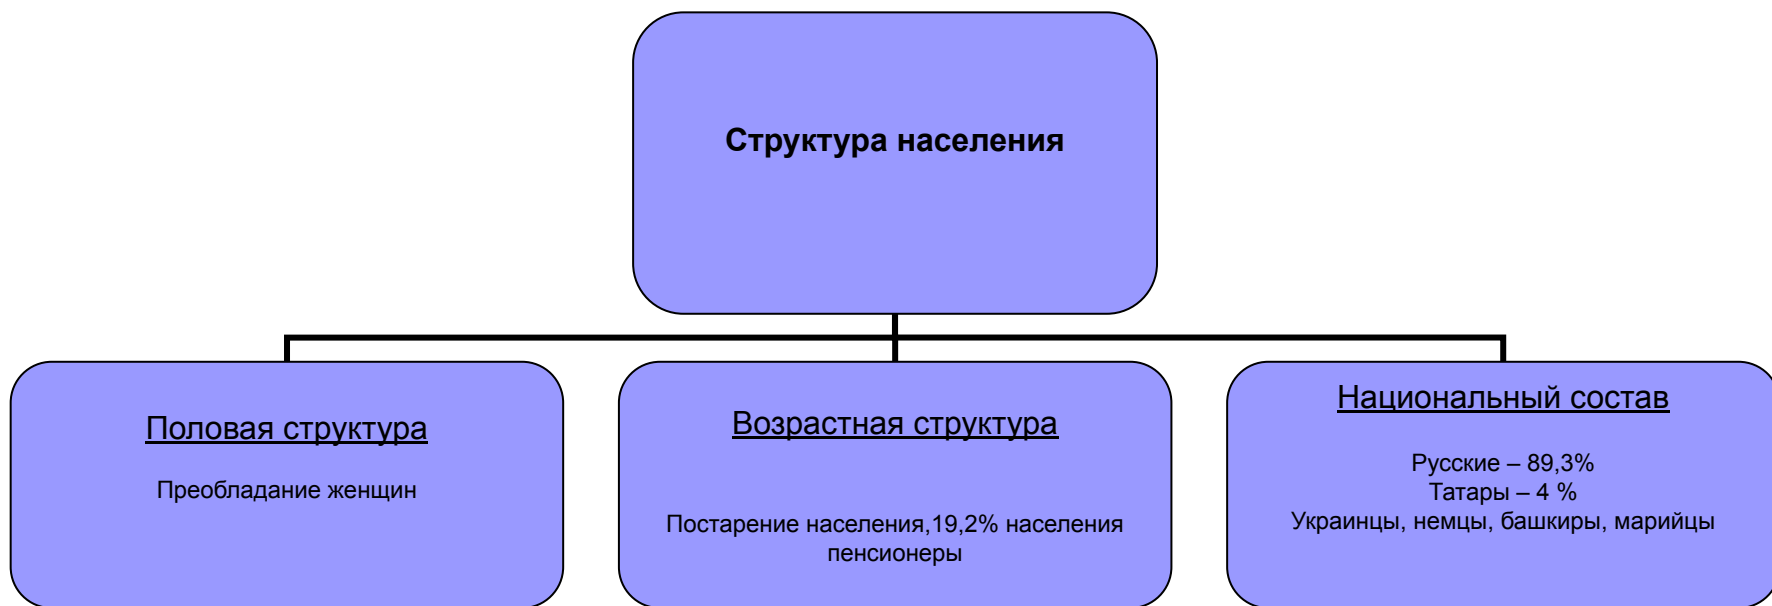 Структура населения
Половая структура
Преобладание женщин
Возрастная структура
Постарение населения,19,2% населения
пенсионеры
Национальный состав
Русские – 89,3%
Татары – 4 %
Украинцы, немцы, башкиры, марийцы